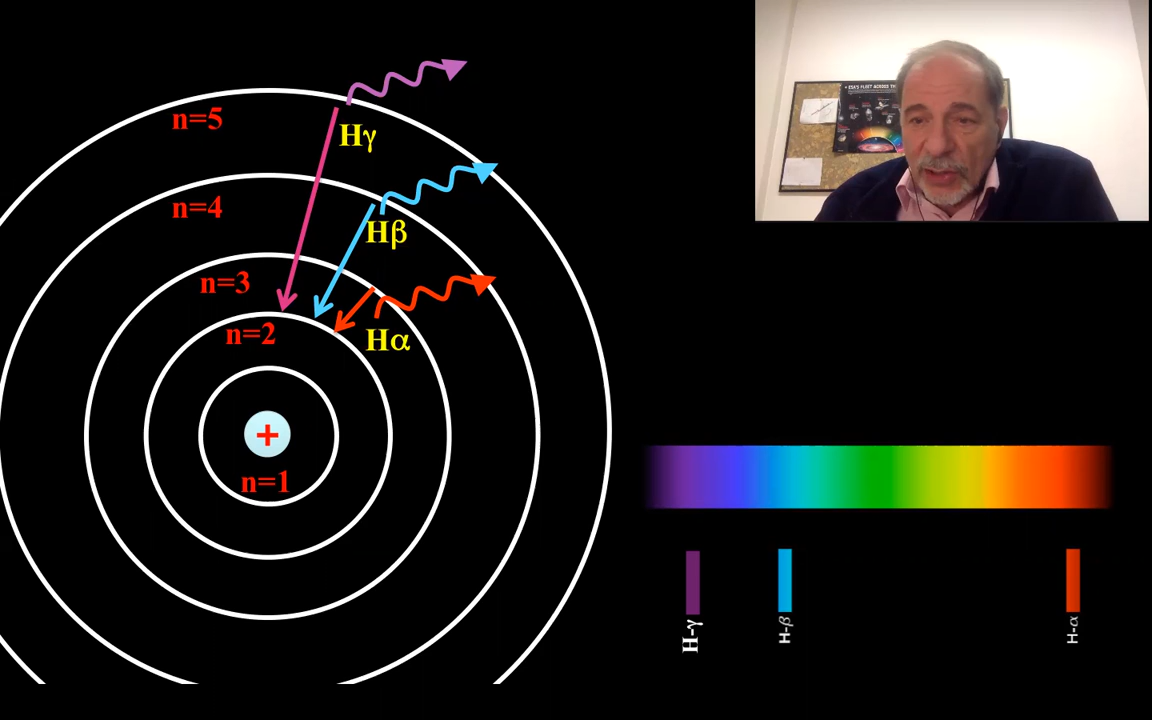 n=5
Hγ
ESA'S FLEET ACROSS TH
n=4
Hβ
n=3
n=2
Hα
+
n=1
H-γ
H-β
H-α